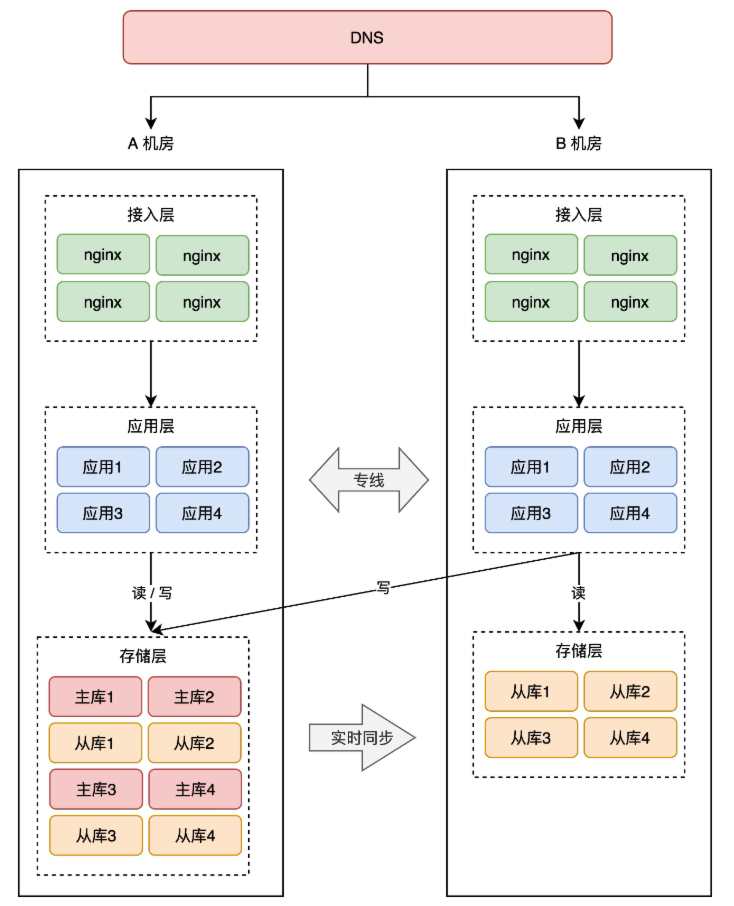 DNS
A 机房
B 机房
接入层
nginx
nginx
nginx
nginx
接入层
nginx
nginx
nginx
nginx
应用层
应用1
应用2
应用3
应用4
专线
应用层
应用1
应用2
应用3
应用4
读 / 写
写
读
存储层
主库1
主库2
从库1
从库2
主库3
主库4
从库3
从库4
实时同步
存储层
从库1
从库2
从库3
从库4